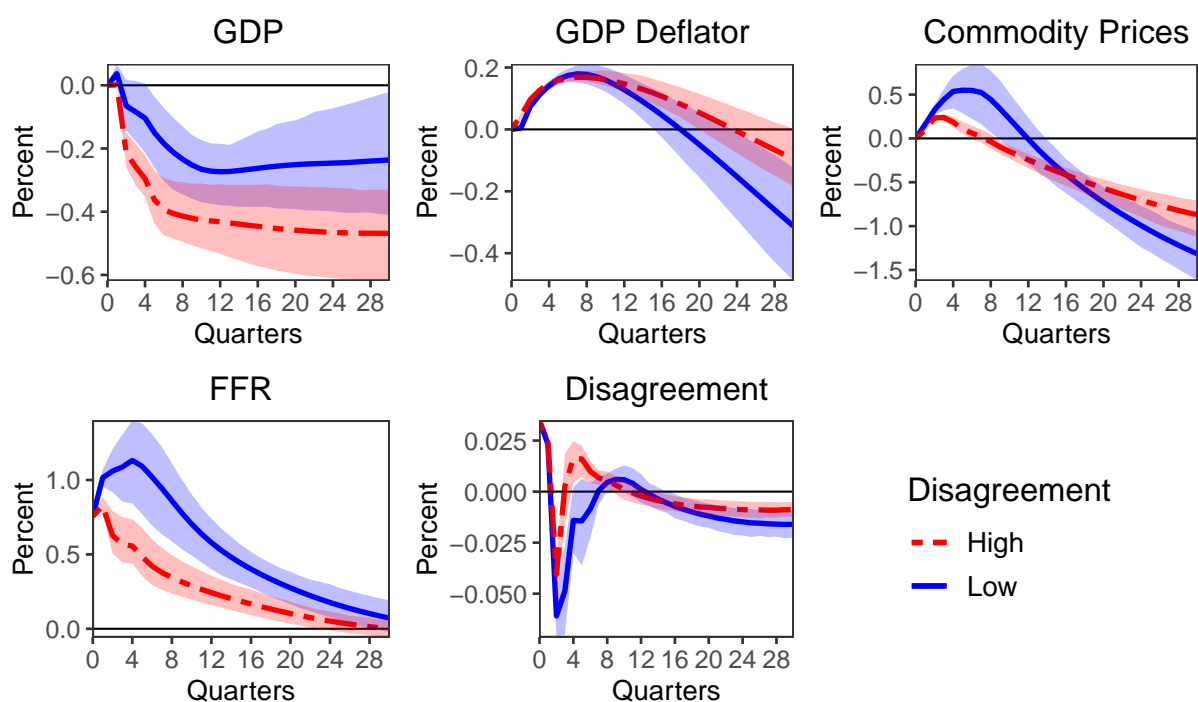 GDP
GDP Deflator
Commodity Prices
Percent
0.0
−0.2
−0.4
−0.6
0 4 8 12 16 20 24 28
Quarters
Percent
0.2
0.0
−0.2
−0.4
0 4 8 12 16 20 24 28
Quarters
Percent
0.5
0.0
−0.5
−1.0
−1.5
0 4 8 12 16 20 24 28
Quarters
FFR
Disagreement
Percent
1.0
0.5
0.0
0 4 8 12 16 20 24 28
Quarters
Percent
0.025
0.000
−0.025
−0.050
0 4 8 12 16 20 24 28
Quarters
Disagreement
High
Low